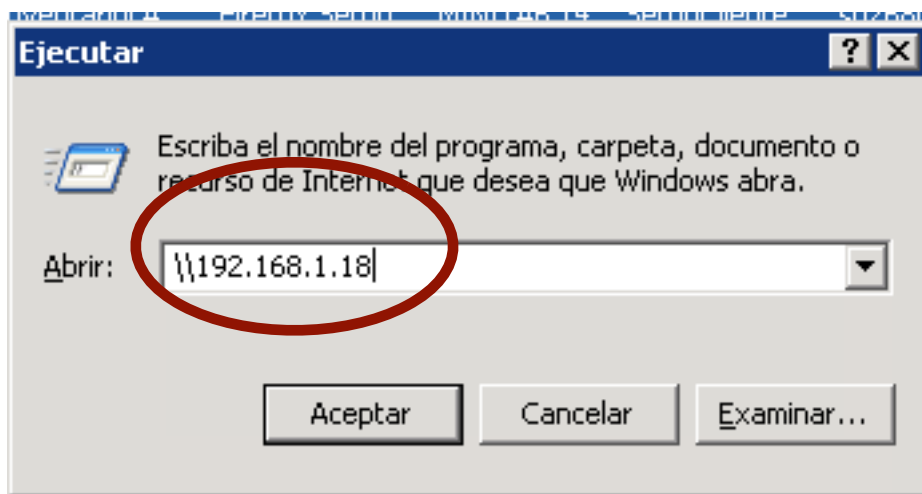 Ejecutar
Escriba el nombre del programa, carpeta, documento o
recurso de Internet que desea que Windows abra.
Abrir:
\\192.168.1.18
Aceptar
Cancelar
Examinar...